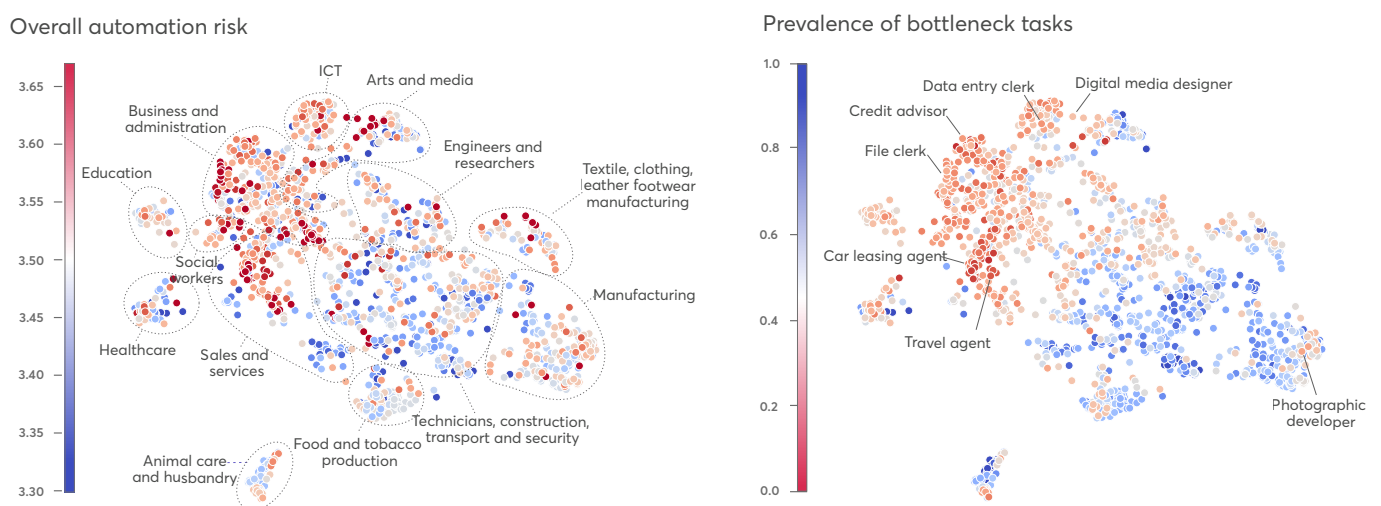 Overall automation risk
3.65
3.60
3.55
3.50
3.45
3.40
3.35
3.30
ICT
Arts and media
Business and
administration
Engineers and
researchers
Education
Textile, clothing,
leather footwear
manufacturing
Social
workers
Manufacturing
Healthcare
Sales and
services
Technicians, construction,
transport and security
Food and tobacco
production
Animal care
and husbandry
Prevalence of bottleneck tasks
1.0
0.8
0.6
0.4
0.2
0.0
Data entry clerk
Digital media designer
Credit advisor
File clerk
Car leasing agent
Travel agent
Photographic
developer